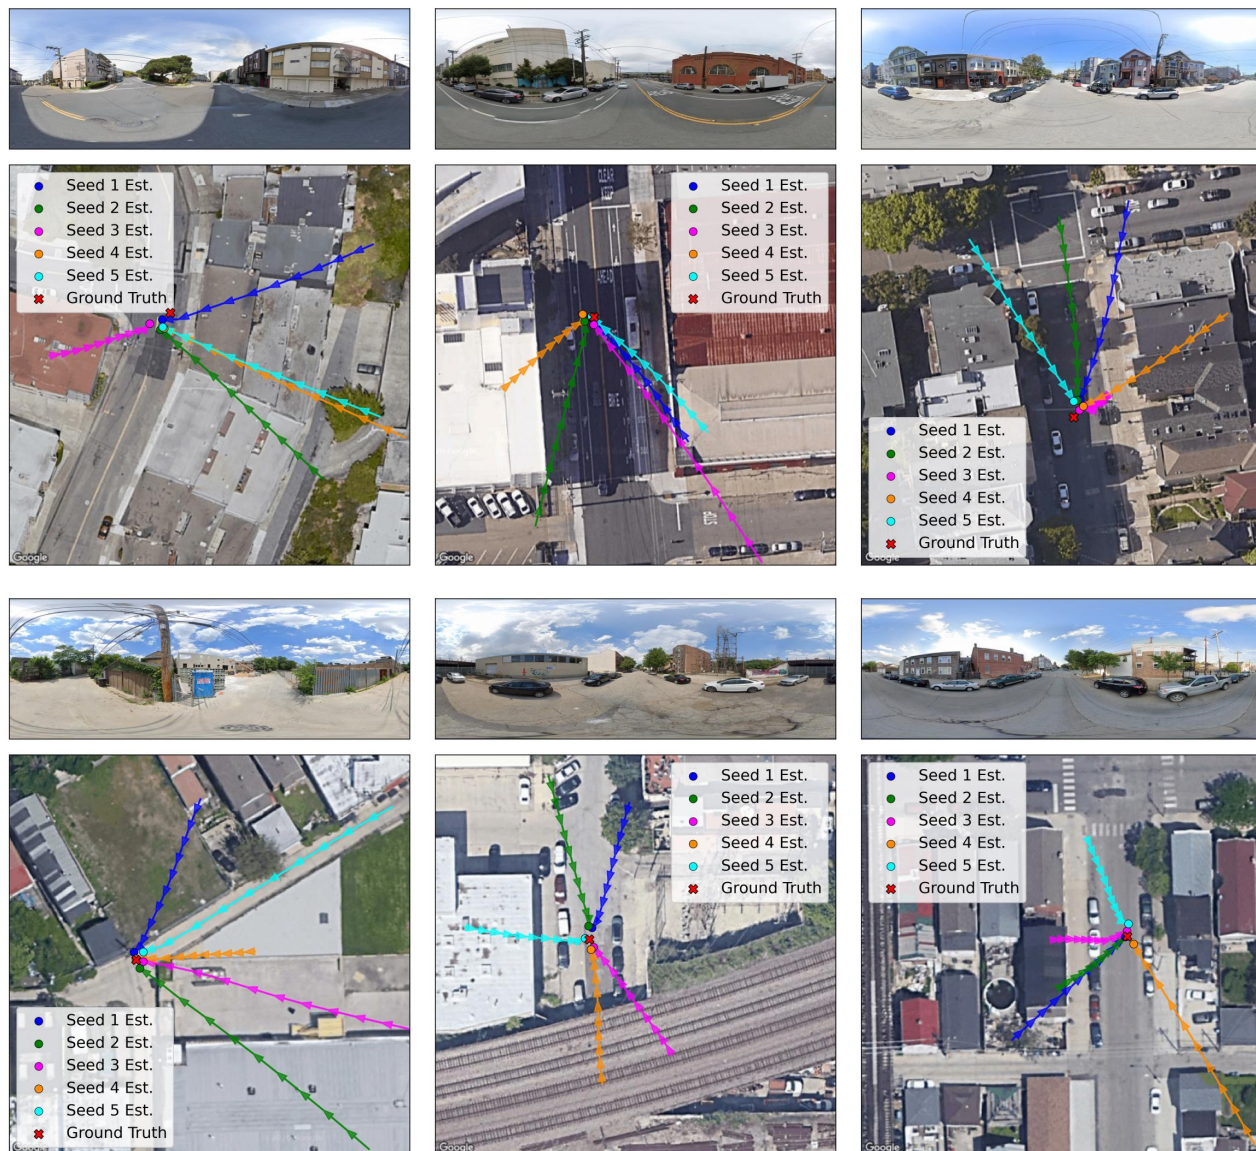 Seed 1 Est.
Seed 2 Est.
Seed 3 Est.
Seed 4 Est.
Seed 5 Est.
Ground Truth
Google
CLEAR
KEEP
AHEAD
Seed 1 Est.
Seed 2 Est.
Seed 3 Est.
Seed 4 Est.
Seed 5 Est.
Ground Truth
STOP
Google
Seed 1 Est.
Seed 2 Est.
Seed 3 Est.
Seed 4 Est.
Seed 5 Est.
Ground Truth
Google
Seed 1 Est.
Seed 2 Est.
Seed 3 Est.
Seed 4 Est.
Seed 5 Est.
Ground Truth
Google
Seed 1 Est.
Seed 2 Est.
Seed 3 Est.
Seed 4 Est.
Seed 5 Est.
Ground Truth
Google
Seed 1 Est.
Seed 2 Est.
Seed 3 Est.
Seed 4 Est.
Seed 5 Est.
Ground Truth
Google